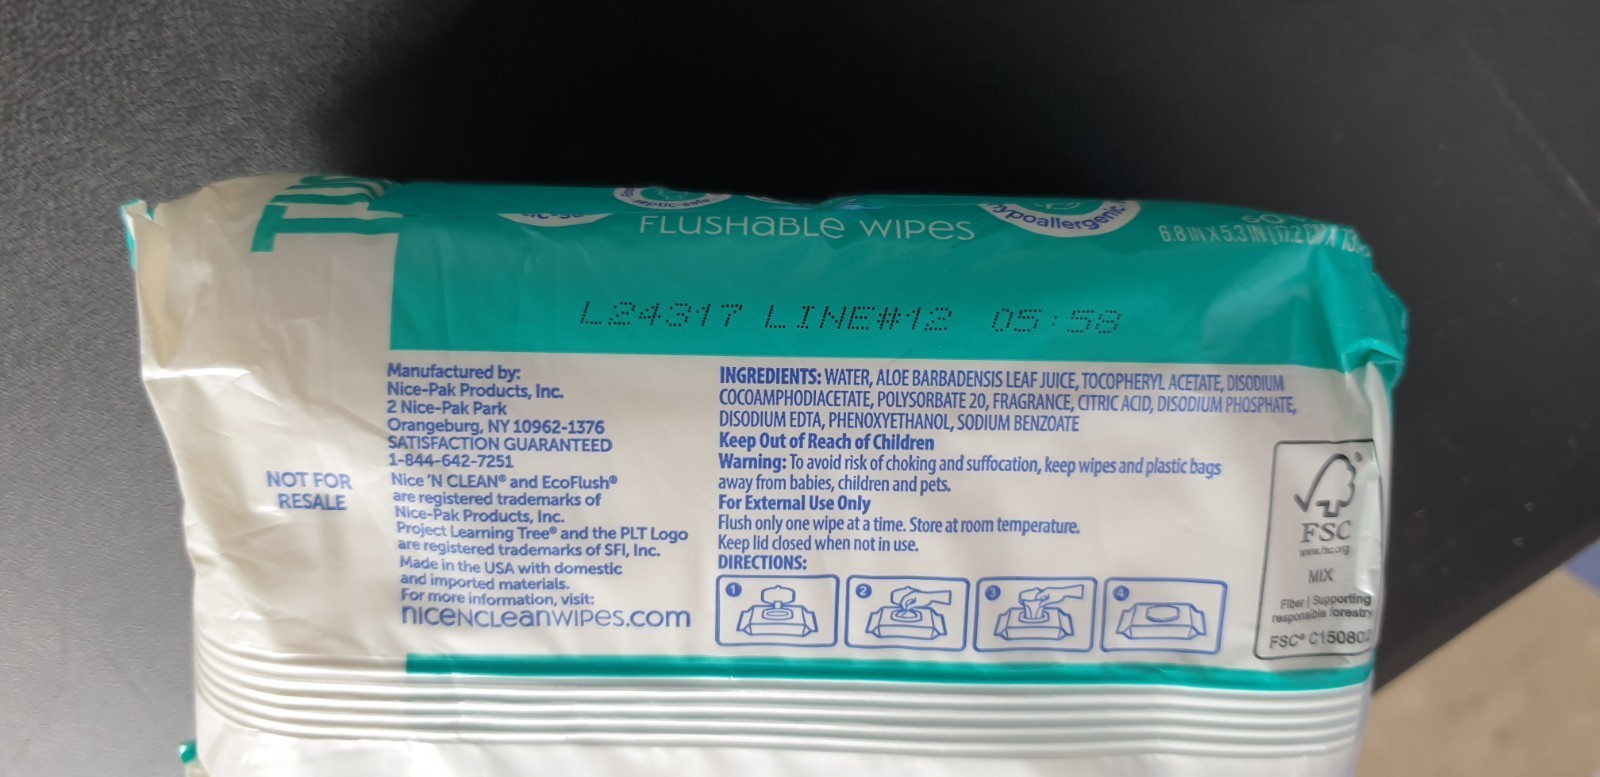 septic-safe
FLUSHABLE WIPES
hypoallergenic
60
6.8 IN X 5.3 IN
L24317 LINE#12 05:58
NOT FOR
RESALE
Manufactured by:
Nice-Pak Products, Inc.
2 Nice-Pak Park
Orangeburg, NY 10962-1376
SATISFACTION GUARANTEED
1-844-642-7251
Nice 'N CLEAN® and EcoFlush®
are registered trademarks of
Nice-Pak Products, Inc.
Project Learning Tree® and the PLT Logo
are registered trademarks of SFI, Inc.
Made in the USA with domestic
and imported materials.
For more information, visit:
NICENCLEANWIPES.com
INGREDIENTS: WATER, ALOE BARBADENSIS LEAF JUICE, TOCOPHERYL ACETATE, DISODIUM
COCOAMPHODIACETATE, POLYSORBATE 20, FRAGRANCE, CITRIC ACID, DISODIUM PHOSPHATE,
DISODIUM EDTA, PHENOXYETHANOL, SODIUM BENZOATE
Keep Out of Reach of Children
Warning: To avoid risk of choking and suffocation, keep wipes and plastic bags
away from babies, children and pets.
For External Use Only
Flush only one wipe at a time. Store at room temperature.
Keep lid closed when not in use.
DIRECTIONS:
1 2 3 4
FSC
www.fsc.org
MIX
Fiber | Supporting
responsible forestry
FSC® C150802